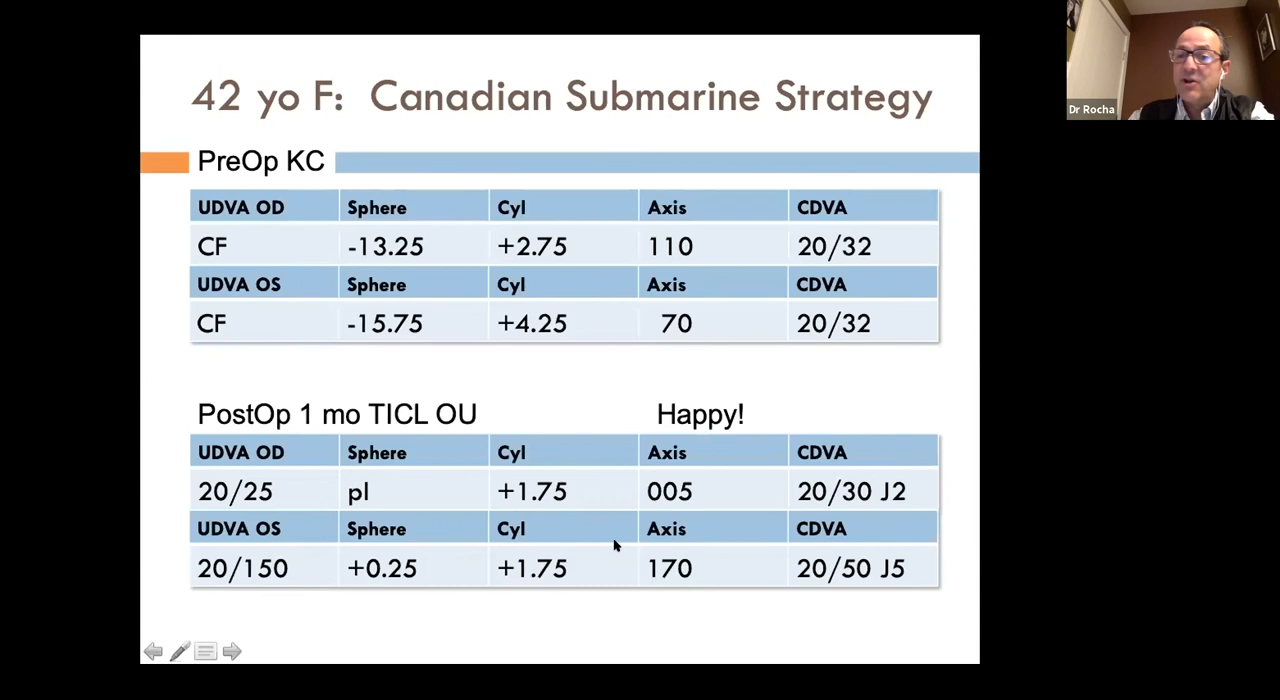 42 yo F: Canadian Submarine Strategy
Dr Rocha
PreOp KC
UDVA OD Sphere Cyl Axis CDVA
CF -13.25 +2.75 110 20/32
UDVA OS Sphere Cyl Axis CDVA
CF -15.75 +4.25 70 20/32
PostOp 1 mo TICL OU Happy!
UDVA OD Sphere Cyl Axis CDVA
20/25 pl +1.75 005 20/30 J2
UDVA OS Sphere Cyl Axis CDVA
20/150 +0.25 +1.75 170 20/50 J5